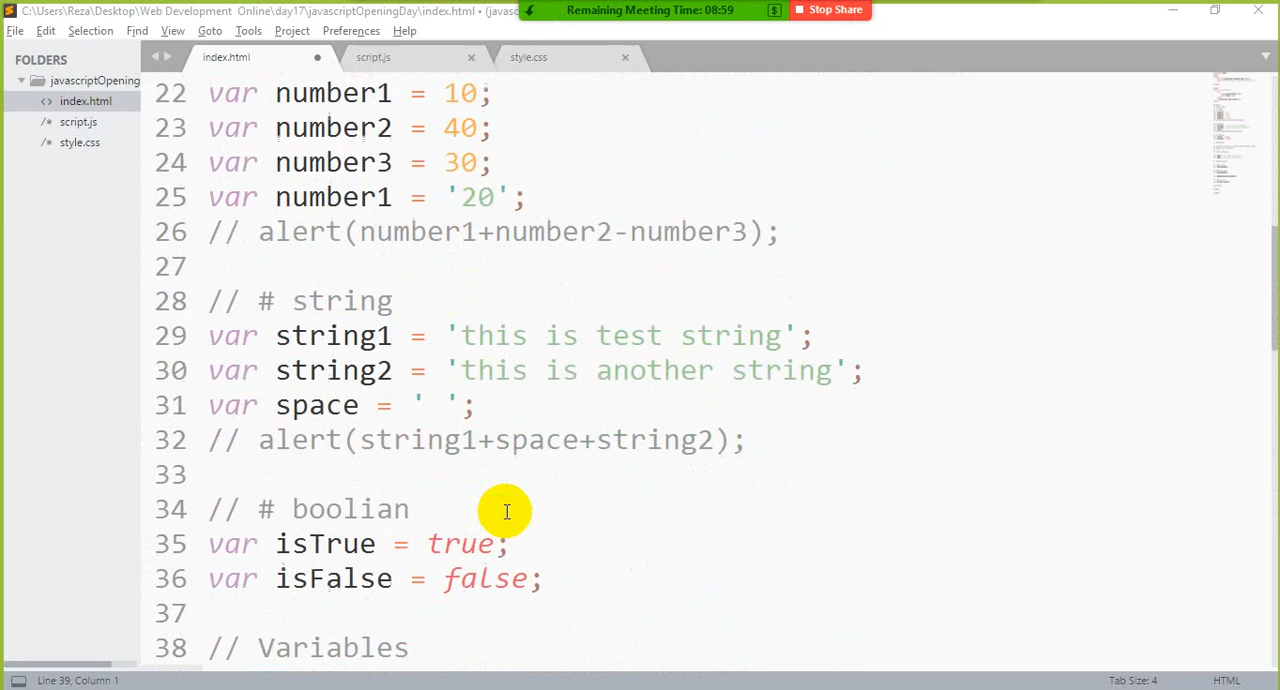 C:\Users\Reza\Desktop\Web Development Online\day17\javascriptOpeningDay\index.html • (javasc
Remaining Meeting Time: 08:59
$
Stop Share
File Edit Selection Find View Goto Tools Project Preferences Help
FOLDERS
javascriptOpening
<> index.html
/* script.js
/* style.css
index.html
script.js
style.css
22 var number1 = 10;
23 var number2 = 40;
24 var number3 = 30;
25 var number1 = '20';
26 // alert(number1+number2-number3);
27
28 // # string
29 var string1 = 'this is test string';
30 var string2 = 'this is another string';
31 var space = ' ';
32 // alert(string1+space+string2);
33
34 // # boolian
35 var isTrue = true;
36 var isFalse = false;
37
38 // Variables
Line 39, Column 1
Tab Size: 4
HTML